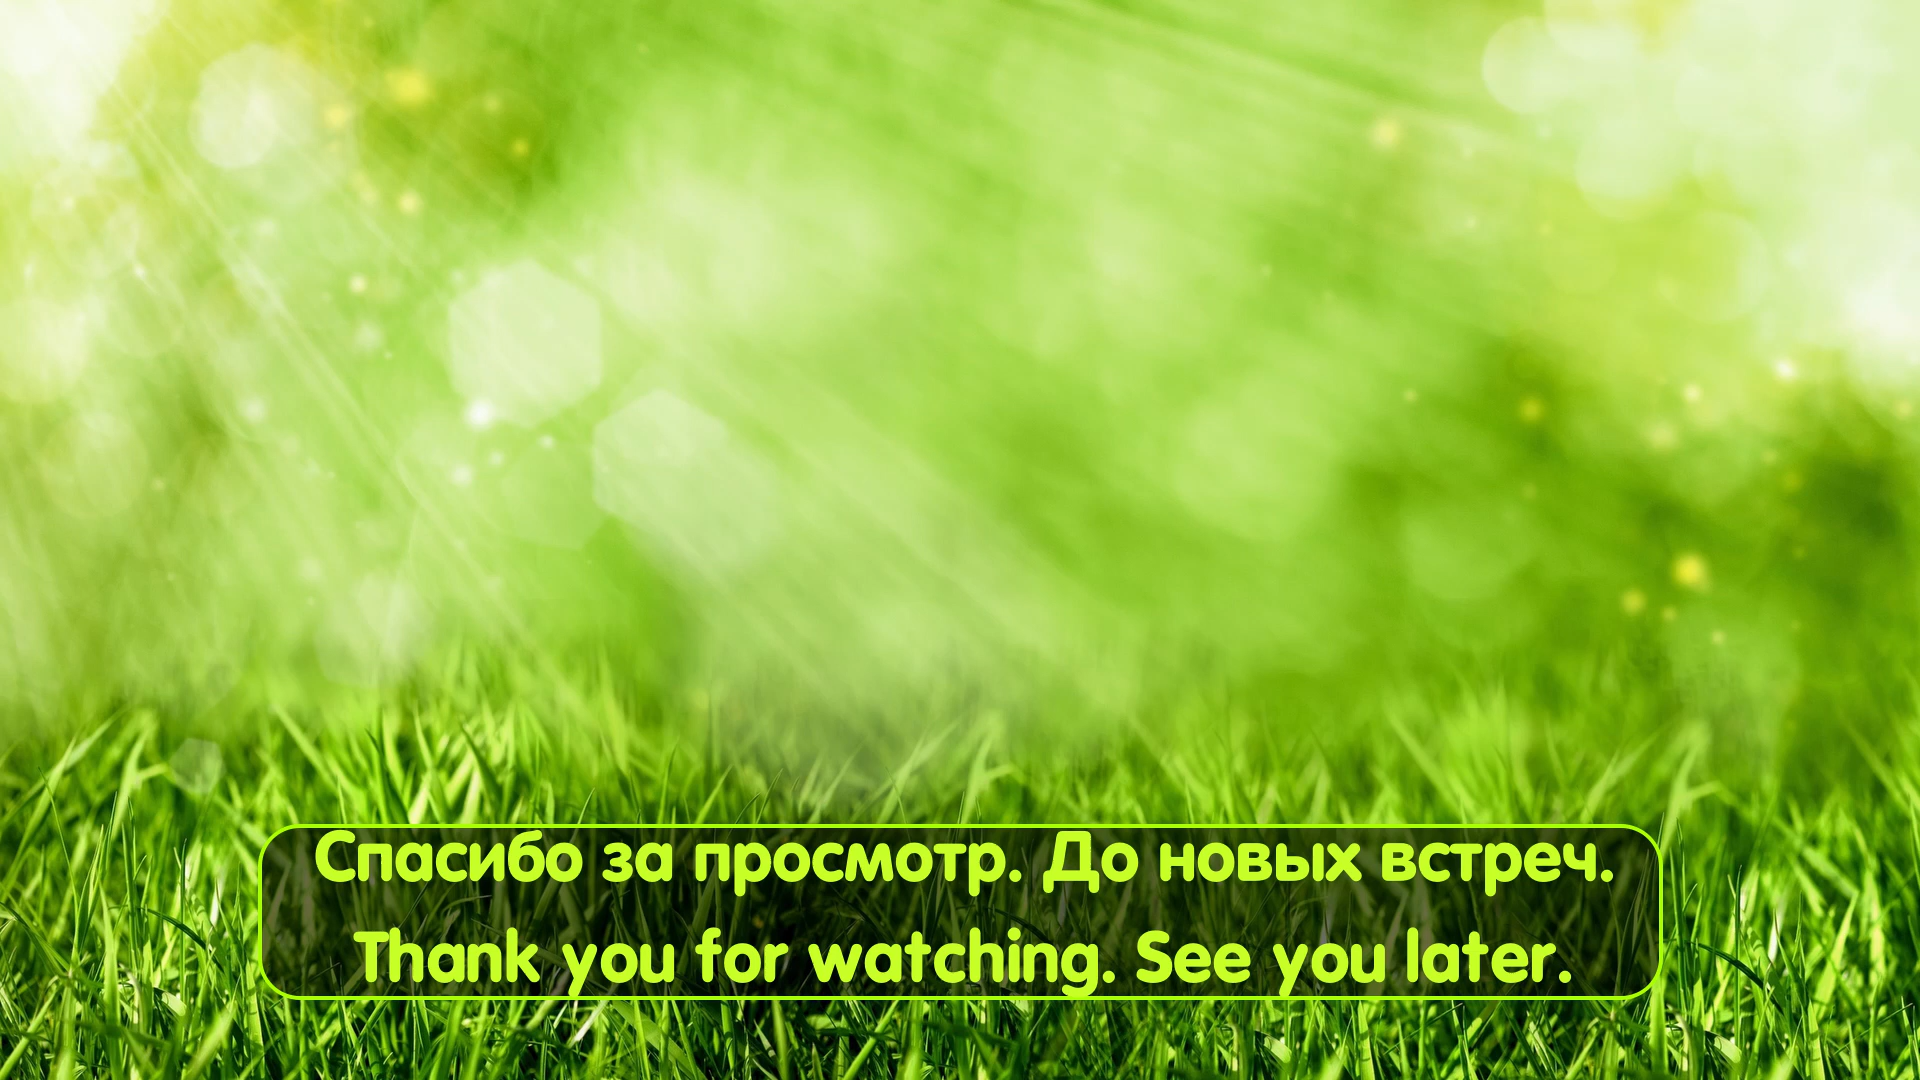 Спасибо за просмотр. До новых встреч.
Thank you for watching. See you later.